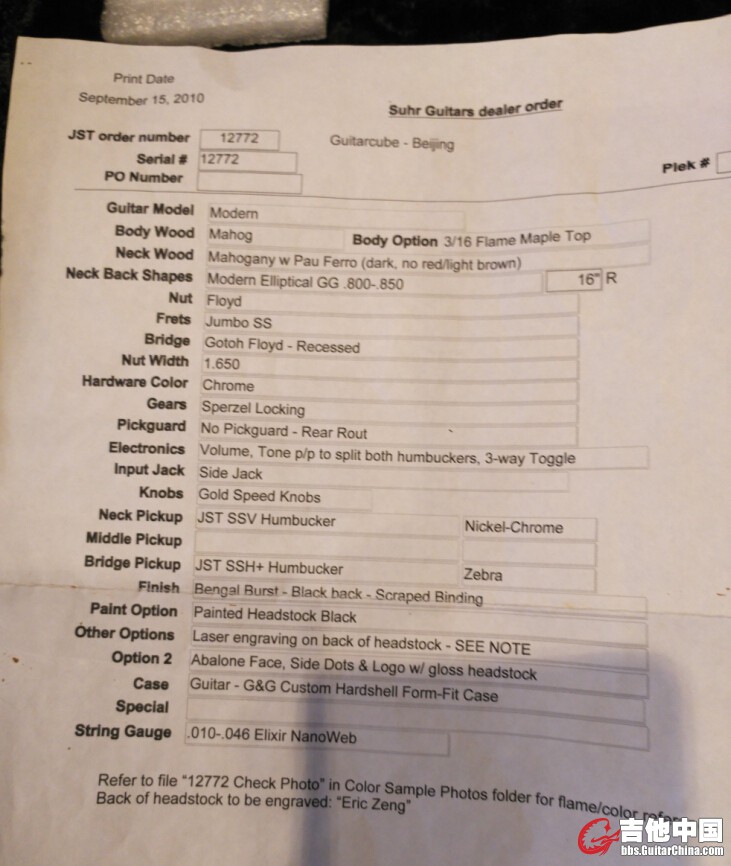 Print Date
September 15, 2010
Suhr Guitars dealer order
JST order number 12772 Guitarcube - Beijing
Serial # 12772
Plek #
PO Number
Guitar Model Modern
Body Wood Mahog Body Option 3/16 Flame Maple Top
Neck Wood Mahogany w Pau Ferro (dark, no red/light brown)
Neck Back Shapes Modern Elliptical GG .800-.850 16" R
Nut Floyd
Frets Jumbo SS
Bridge Gotoh Floyd - Recessed
Nut Width 1.650
Hardware Color Chrome
Gears Sperzel Locking
Pickguard No Pickguard - Rear Rout
Electronics Volume, Tone p/p to split both humbuckers, 3-way Toggle
Input Jack Side Jack
Knobs Gold Speed Knobs
Neck Pickup JST SSV Humbucker Nickel-Chrome
Middle Pickup
Bridge Pickup JST SSH+ Humbucker Zebra
Finish Bengal Burst - Black back - Scraped Binding
Paint Option Painted Headstock Black
Other Options Laser engraving on back of headstock - SEE NOTE
Option 2 Abalone Face, Side Dots & Logo w/ gloss headstock
Case Guitar - G&G Custom Hardshell Form-Fit Case
Special
String Gauge .010-.046 Elixir NanoWeb
Refer to file "12772 Check Photo" in Color Sample Photos folder for flame/color
Back of headstock to be engraved: "Eric Zeng"
吉他中国
bbs.GuitarChina.com